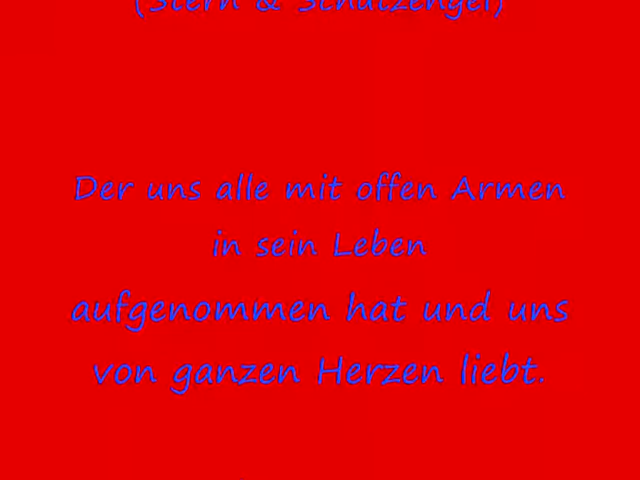 (Stern & Schutzengel)
Der uns alle mit offen Armen
in sein Leben
aufgenommen hat und uns
von ganzen Herzen liebt.